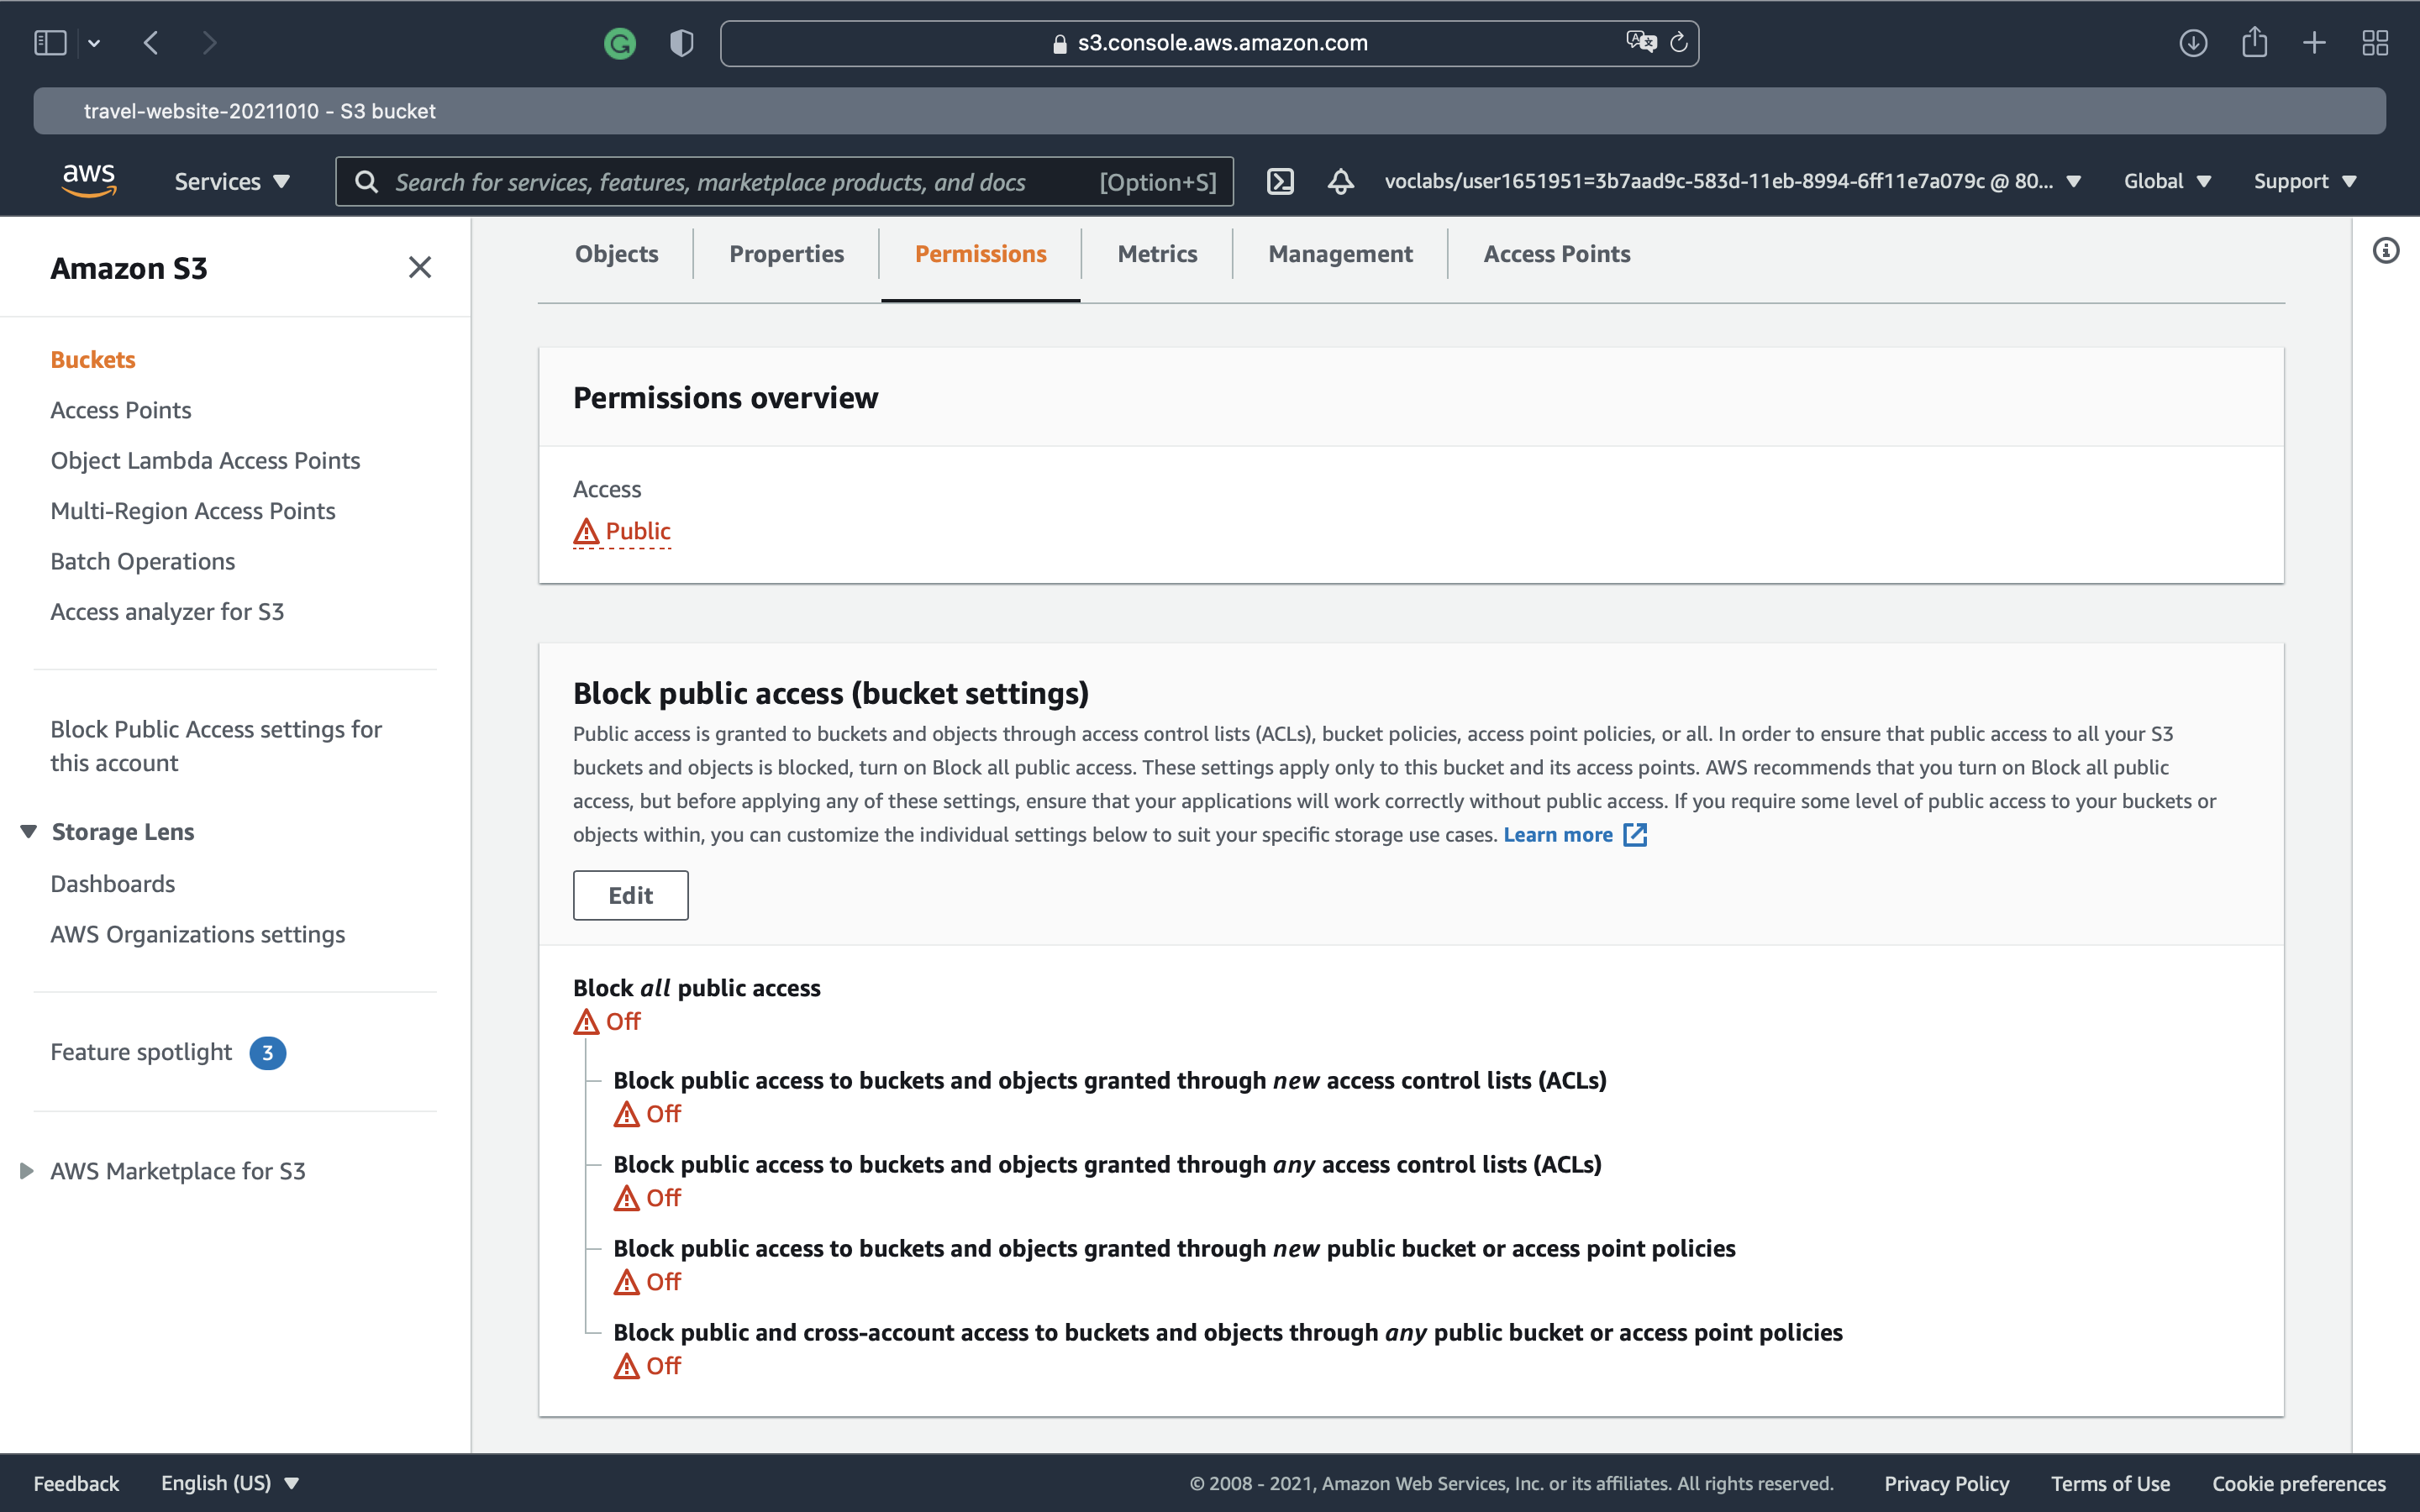 s3.console.aws.amazon.com
travel-website-20211010 - S3 bucket
aws
Services
Search for services, features, marketplace products, and docs
[Option+S]
voclabs/user1651951=3b7aad9c-583d-11eb-8994-6ff11e7a079c @ 80...
Global
Support
Amazon S3
Buckets
Access Points
Object Lambda Access Points
Multi-Region Access Points
Batch Operations
Access analyzer for S3
Block Public Access settings for
this account
Storage Lens
Dashboards
AWS Organizations settings
Feature spotlight 3
AWS Marketplace for S3
Objects
Properties
Permissions
Metrics
Management
Access Points
Permissions overview
Access
Public
Block public access (bucket settings)
Public access is granted to buckets and objects through access control lists (ACLs), bucket policies, access point policies, or all. In order to ensure that public access to all your S3
buckets and objects is blocked, turn on Block all public access. These settings apply only to this bucket and its access points. AWS recommends that you turn on Block all public
access, but before applying any of these settings, ensure that your applications will work correctly without public access. If you require some level of public access to your buckets or
objects within, you can customize the individual settings below to suit your specific storage use cases. Learn more
Edit
Block all public access
Off
Block public access to buckets and objects granted through new access control lists (ACLs)
Off
Block public access to buckets and objects granted through any access control lists (ACLs)
Off
Block public access to buckets and objects granted through new public bucket or access point policies
Off
Block public and cross-account access to buckets and objects through any public bucket or access point policies
Off
Feedback
English (US)
© 2008 - 2021, Amazon Web Services, Inc. or its affiliates. All rights reserved.
Privacy Policy
Terms of Use
Cookie preferences